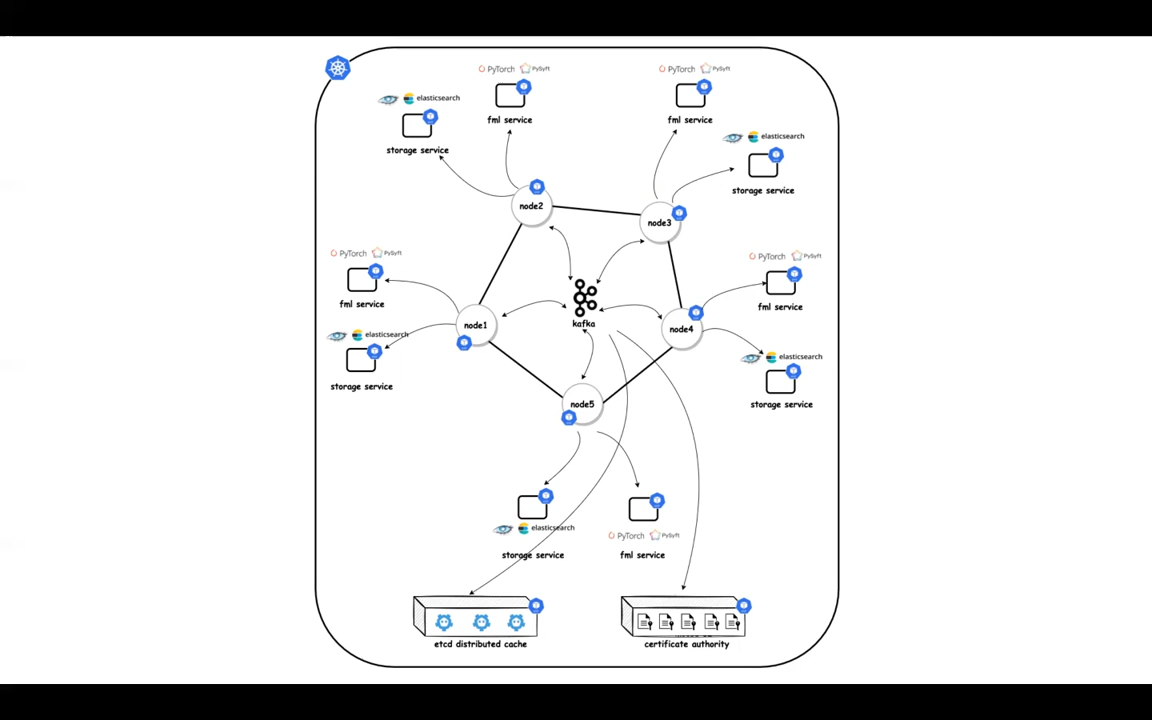 PyTorch PySyft
fml service
PyTorch PySyft
fml service
elasticsearch
storage service
elasticsearch
storage service
node2
node3
PyTorch PySyft
fml service
PyTorch PySyft
fml service
kafka
node1
node4
elasticsearch
storage service
elasticsearch
storage service
node5
elasticsearch
storage service
PyTorch PySyft
fml service
etcd distributed cache
certificate authority